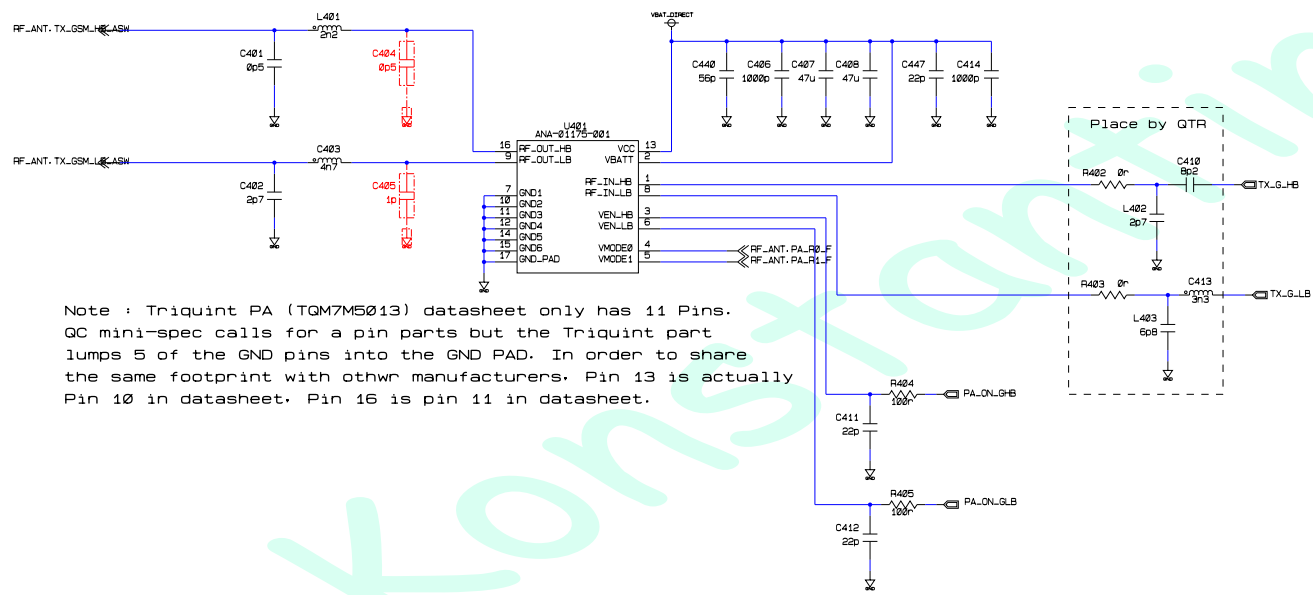 VBAT_DIRECT
L401
2n2
C401
0p5
C404
0p5
C440
56p
C406
1000p
C407
47u
C408
47u
C447
22p
C414
1000p
U401
ANA-01175-001
C403
4n7
C402
2p7
C405
1p
16 RF_OUT_HB
9 RF_OUT_LB
7 GND1
10 GND2
11 GND3
12 GND4
14 GND5
15 GND6
17 GND_PAD
VCC 13
VBATT 2
RF_IN_HB 1
RF_IN_LB 8
VEN_HB 3
VEN_LB 6
VMODE0 4
VMODE1 5
RF_ANT.PA_R0_F
RF_ANT.PA_R1_F
Place by QTR
R402 0r
C410
8p2
TX_G_HB
L402
2p7
R403 0r
C413
3n3
TX_G_LB
L403
6p8
Note : Triquint PA (TQM7M5013) datasheet only has 11 Pins.
QC mini-spec calls for a pin parts but the Triquint part
lumps 5 of the GND pins into the GND PAD. In order to share
the same footprint with othwr manufacturers. Pin 13 is actually
Pin 10 in datasheet. Pin 16 is pin 11 in datasheet.
R404
100r
PA_ON_GHB
C411
22p
R405
100r
PA_ON_GLB
C412
22p
Konstantin